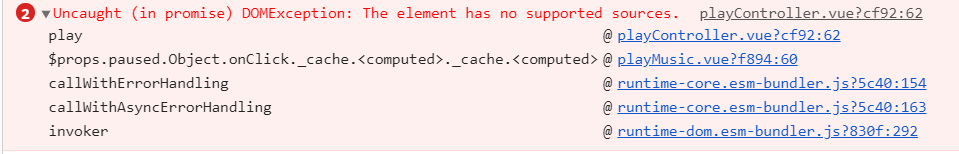 2 ▼Uncaught (in promise) DOMException: The element has no supported sources. playController.vue?cf92:62
play @ playController.vue?cf92:62
$props.paused.Object.onClick._cache.<computed>._cache.<computed> @ playMusic.vue?f894:60
callWithErrorHandling @ runtime-core.esm-bundler.js?5c40:154
callWithAsyncErrorHandling @ runtime-core.esm-bundler.js?5c40:163
invoker @ runtime-dom.esm-bundler.js?830f:292